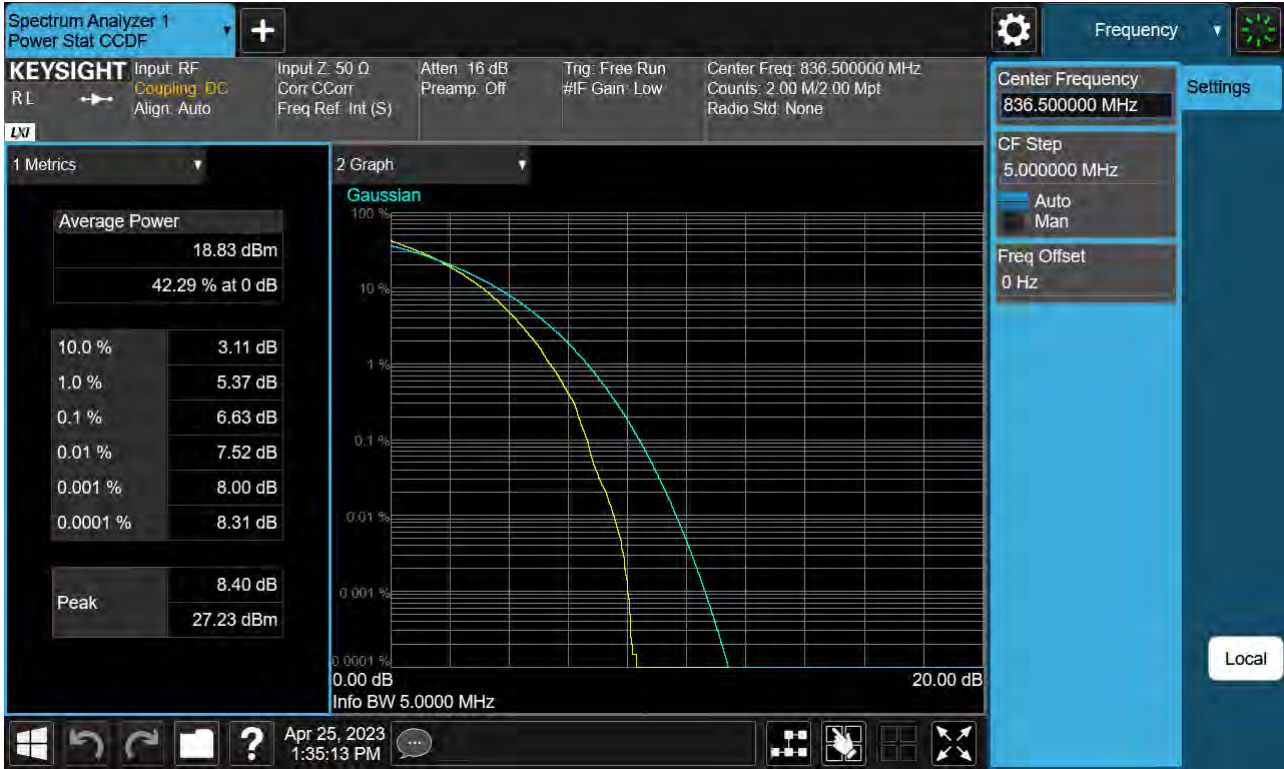 Spectrum Analyzer 1
Power Stat CCDF
Frequency
KEYSIGHT
R L
LXI
Input: RF
Coupling: DC
Align: Auto
Input Z: 50 Ω
Corr CCorr
Freq Ref: Int (S)
Atten: 16 dB
Preamp: Off
Trig: Free Run
#IF Gain: Low
Center Freq: 836.500000 MHz
Counts: 2.00 M/2.00 Mpt
Radio Std: None
Center Frequency
836.500000 MHz
Settings
CF Step
5.000000 MHz
Auto
Man
Freq Offset
0 Hz
Local
1 Metrics
Average Power
18.83 dBm
42.29 % at 0 dB
10.0 % 3.11 dB
1.0 % 5.37 dB
0.1 % 6.63 dB
0.01 % 7.52 dB
0.001 % 8.00 dB
0.0001 % 8.31 dB
Peak
8.40 dB
27.23 dBm
2 Graph
Gaussian
100 %
10 %
1 %
0.1 %
0.01 %
0.001 %
0.0001 %
0.00 dB 20.00 dB
Info BW 5.0000 MHz
?
Apr 25, 2023
1:35:13 PM